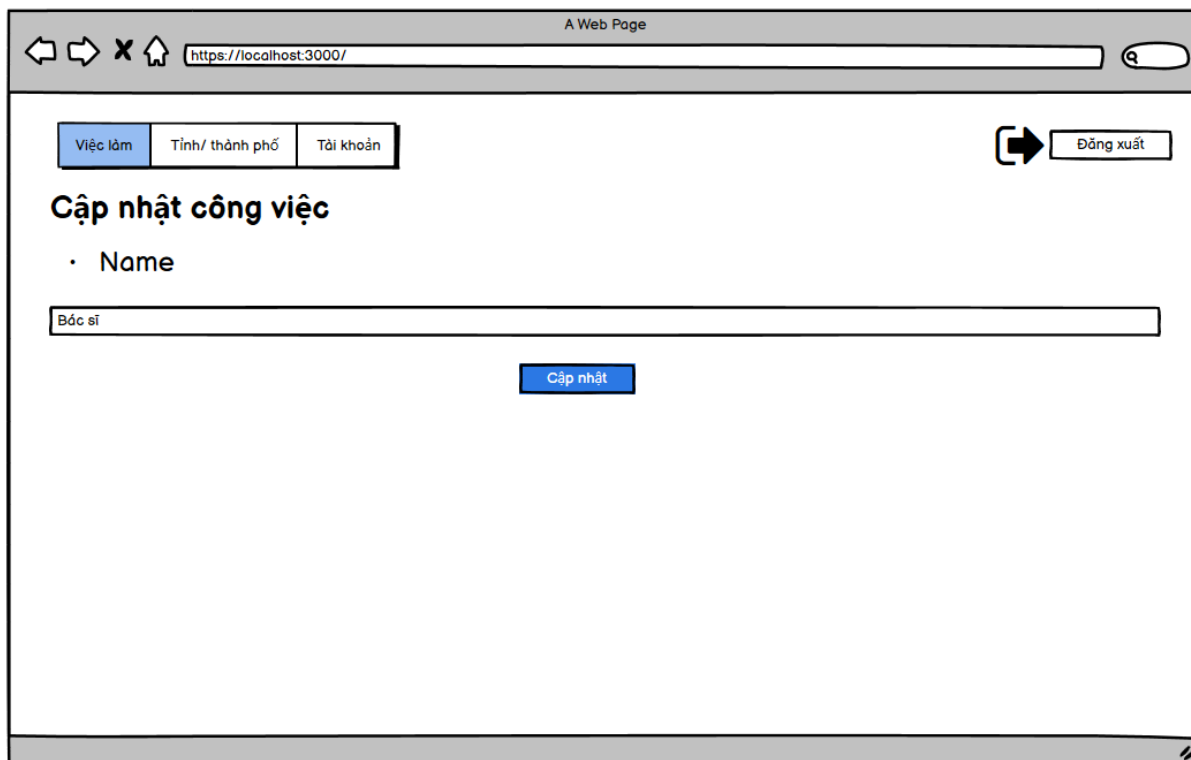 A Web Page
https://localhost:3000/
Việc làm Tỉnh/ thành phố Tài khoản Đăng xuất
Cập nhật công việc
• Name
Bác sĩ
Cập nhật